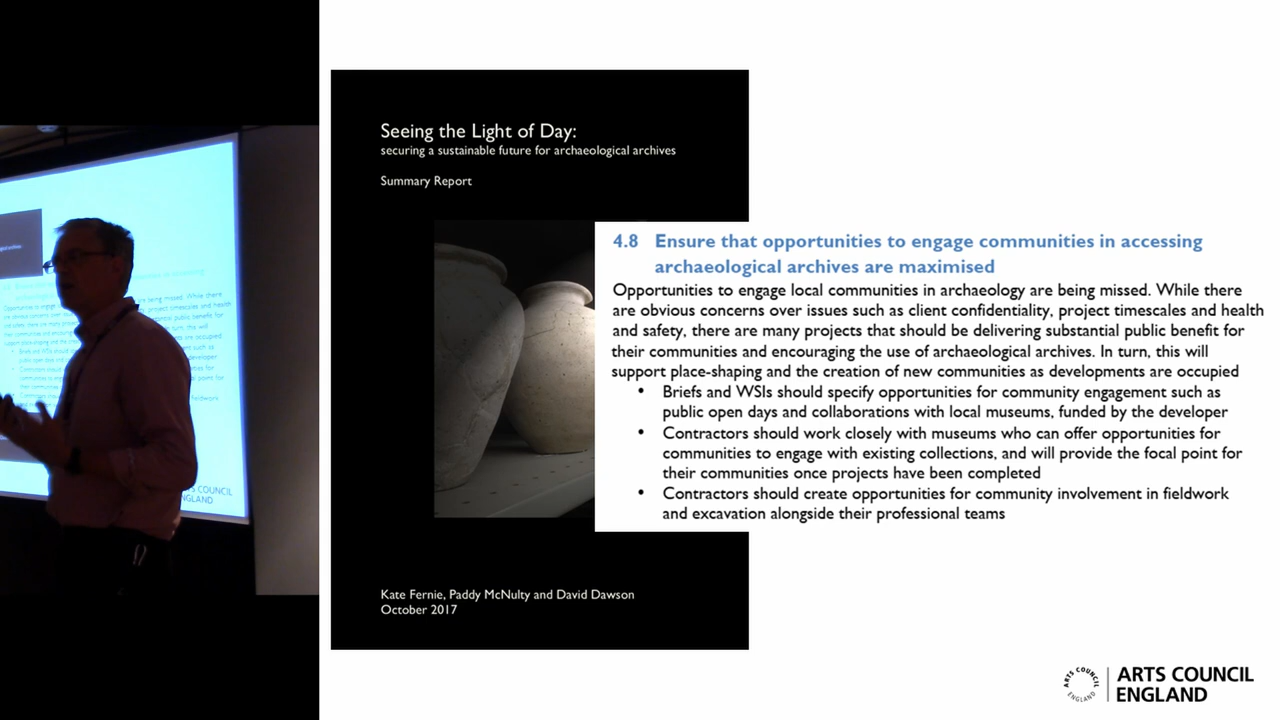 Seeing the Light of Day:
securing a sustainable future for archaeological archives
Summary Report
4.8 Ensure that opportunities to engage communities in accessing
archaeological archives are maximised
Opportunities to engage local communities in archaeology are being missed. While there
are obvious concerns over issues such as client confidentiality, project timescales and health
and safety, there are many projects that should be delivering substantial public benefit for
their communities and encouraging the use of archaeological archives. In turn, this will
support place-shaping and the creation of new communities as developments are occupied
• Briefs and WSIs should specify opportunities for community engagement such as
public open days and collaborations with local museums, funded by the developer
• Contractors should work closely with museums who can offer opportunities for
communities to engage with existing collections, and will provide the focal point for
their communities once projects have been completed
• Contractors should create opportunities for community involvement in fieldwork
and excavation alongside their professional teams
Kate Fernie, Paddy McNulty and David Dawson
October 2017
ARTS COUNCIL
ENGLAND
ARTS COUNCIL
ENGLAND